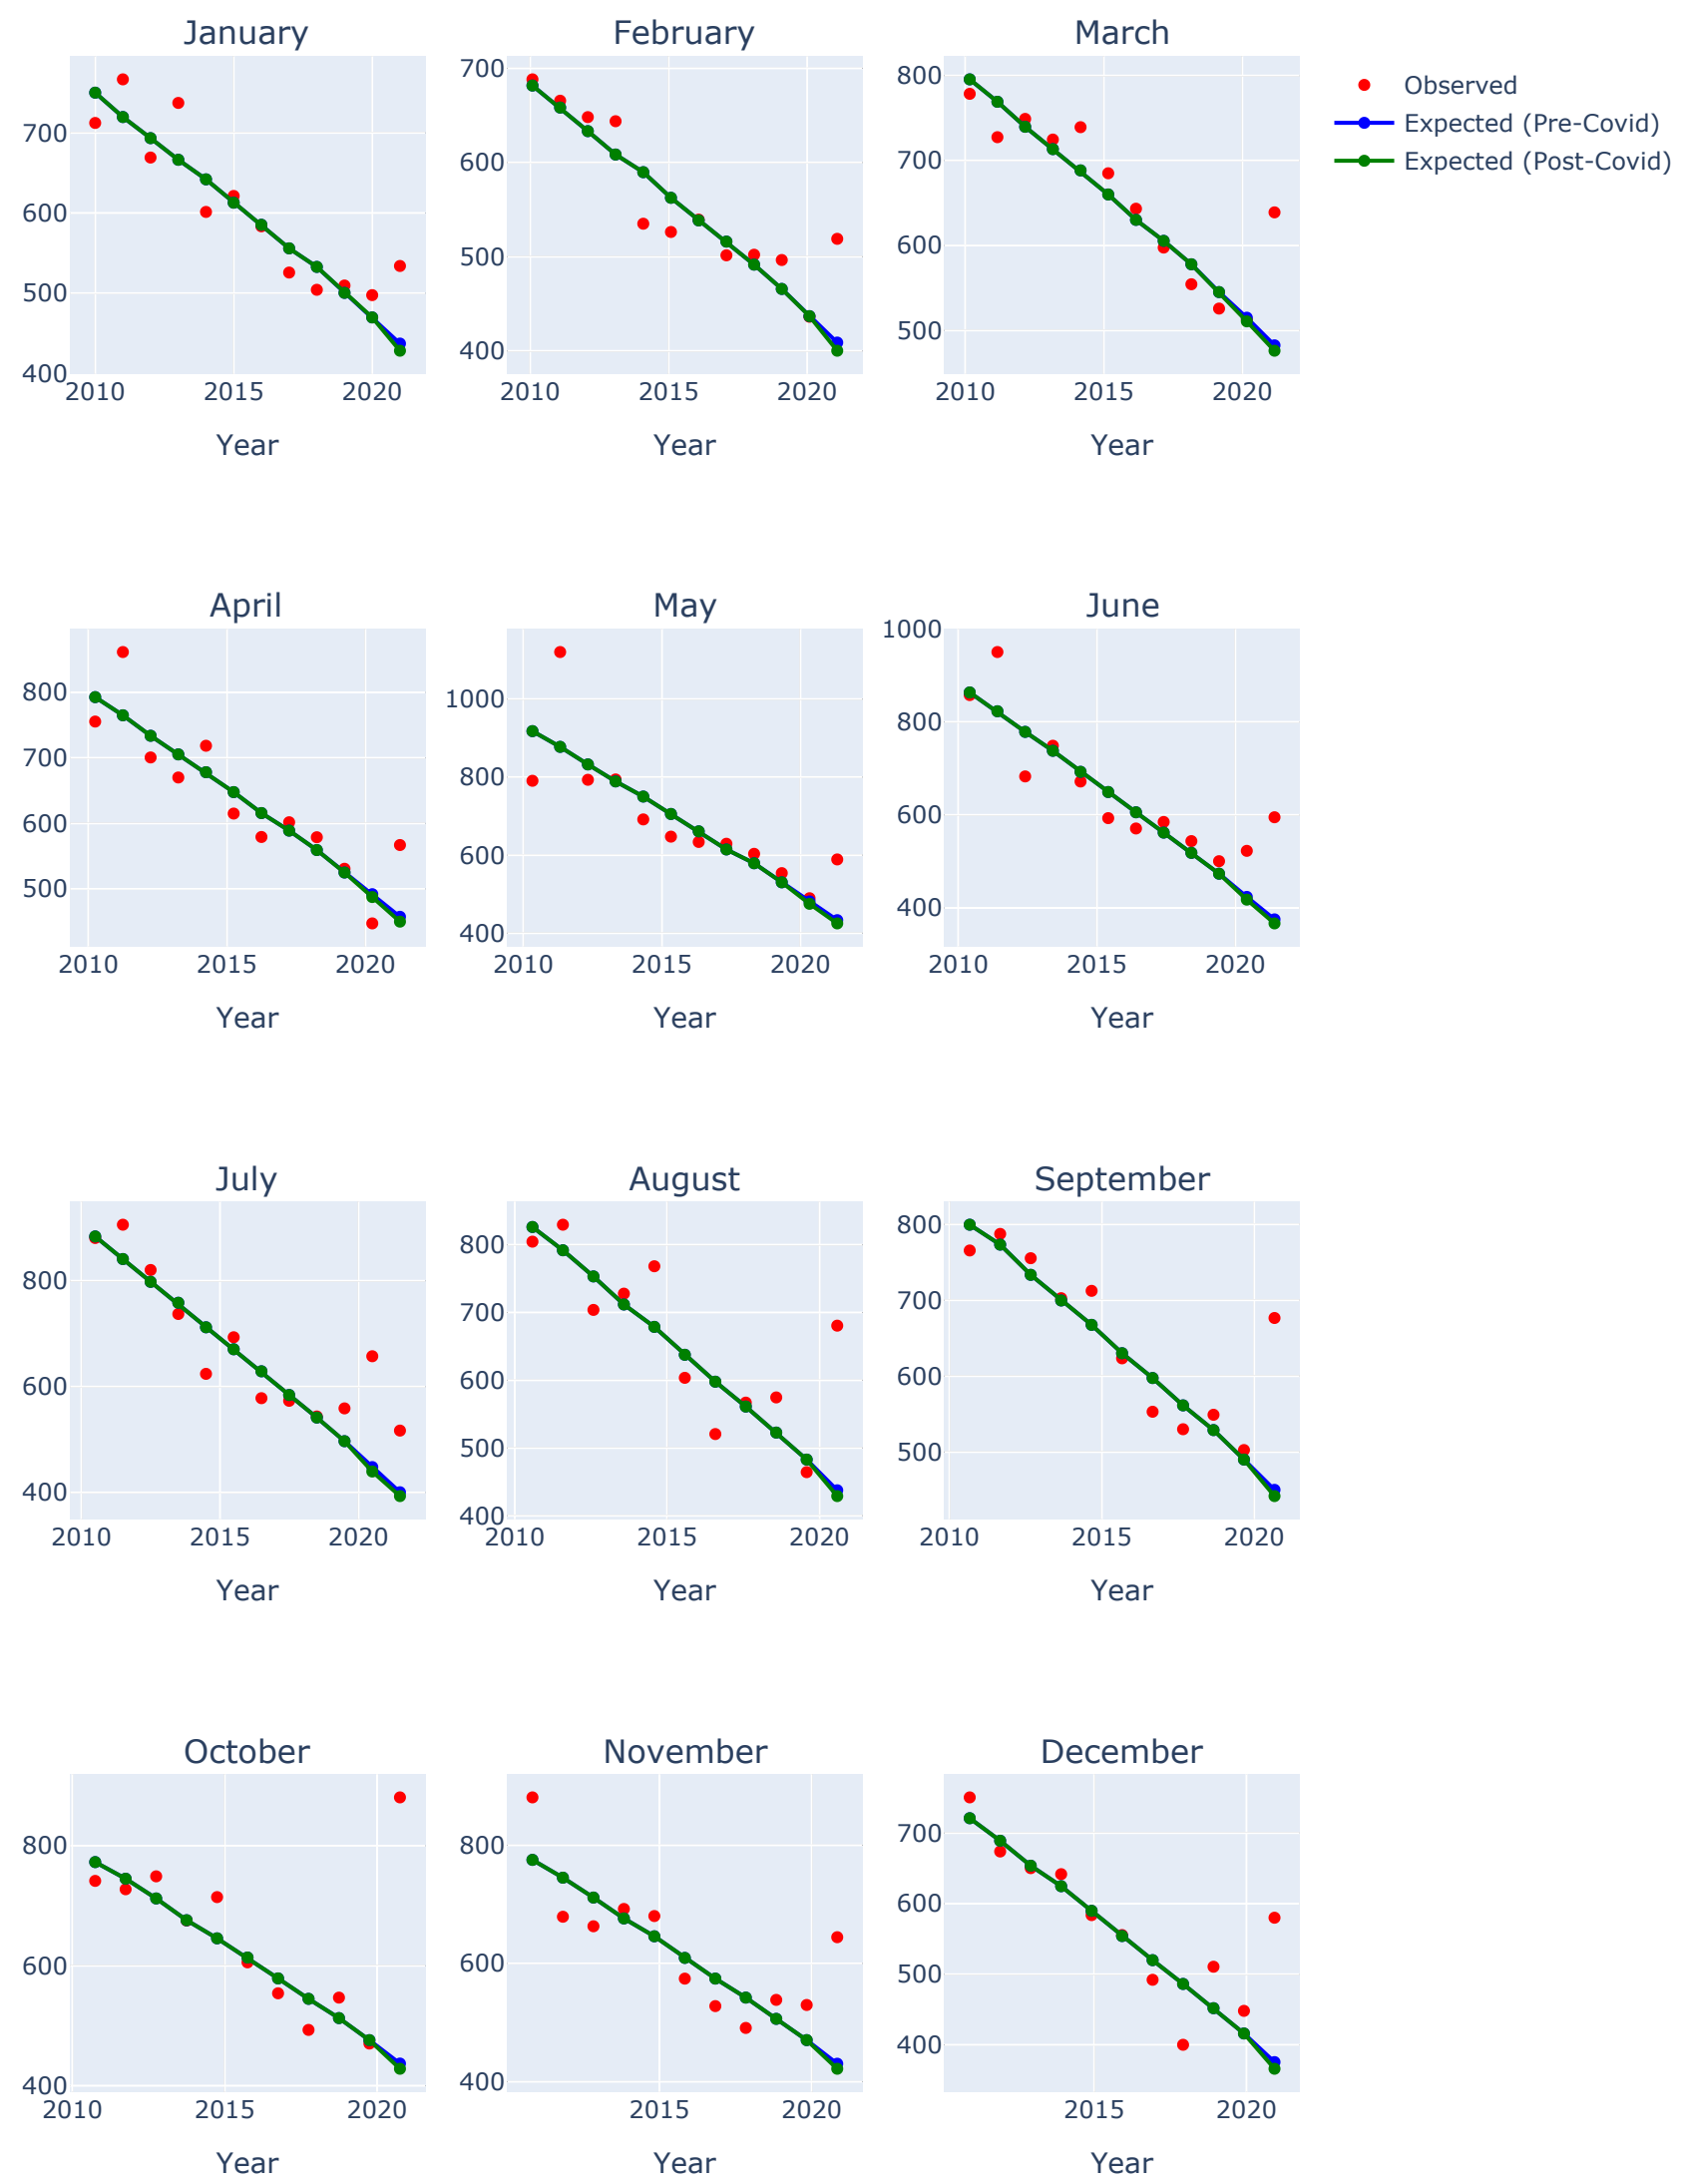 January
February
March
700
600
500
400
2010
2015
2020
Year
700
600
500
400
2010
2015
2020
Year
800
700
600
500
2010
2015
2020
Year
Observed
Expected (Pre-Covid)
Expected (Post-Covid)
April
May
June
800
700
600
500
2010
2015
2020
Year
1000
800
600
400
2010
2015
2020
Year
1000
800
600
400
2010
2015
2020
Year
July
August
September
800
600
400
2010
2015
2020
Year
800
700
600
500
400
2010
2015
2020
Year
800
700
600
500
2010
2015
2020
Year
October
November
December
800
600
400
2010
2015
2020
Year
800
600
400
2015
2020
Year
700
600
500
400
2015
2020
Year